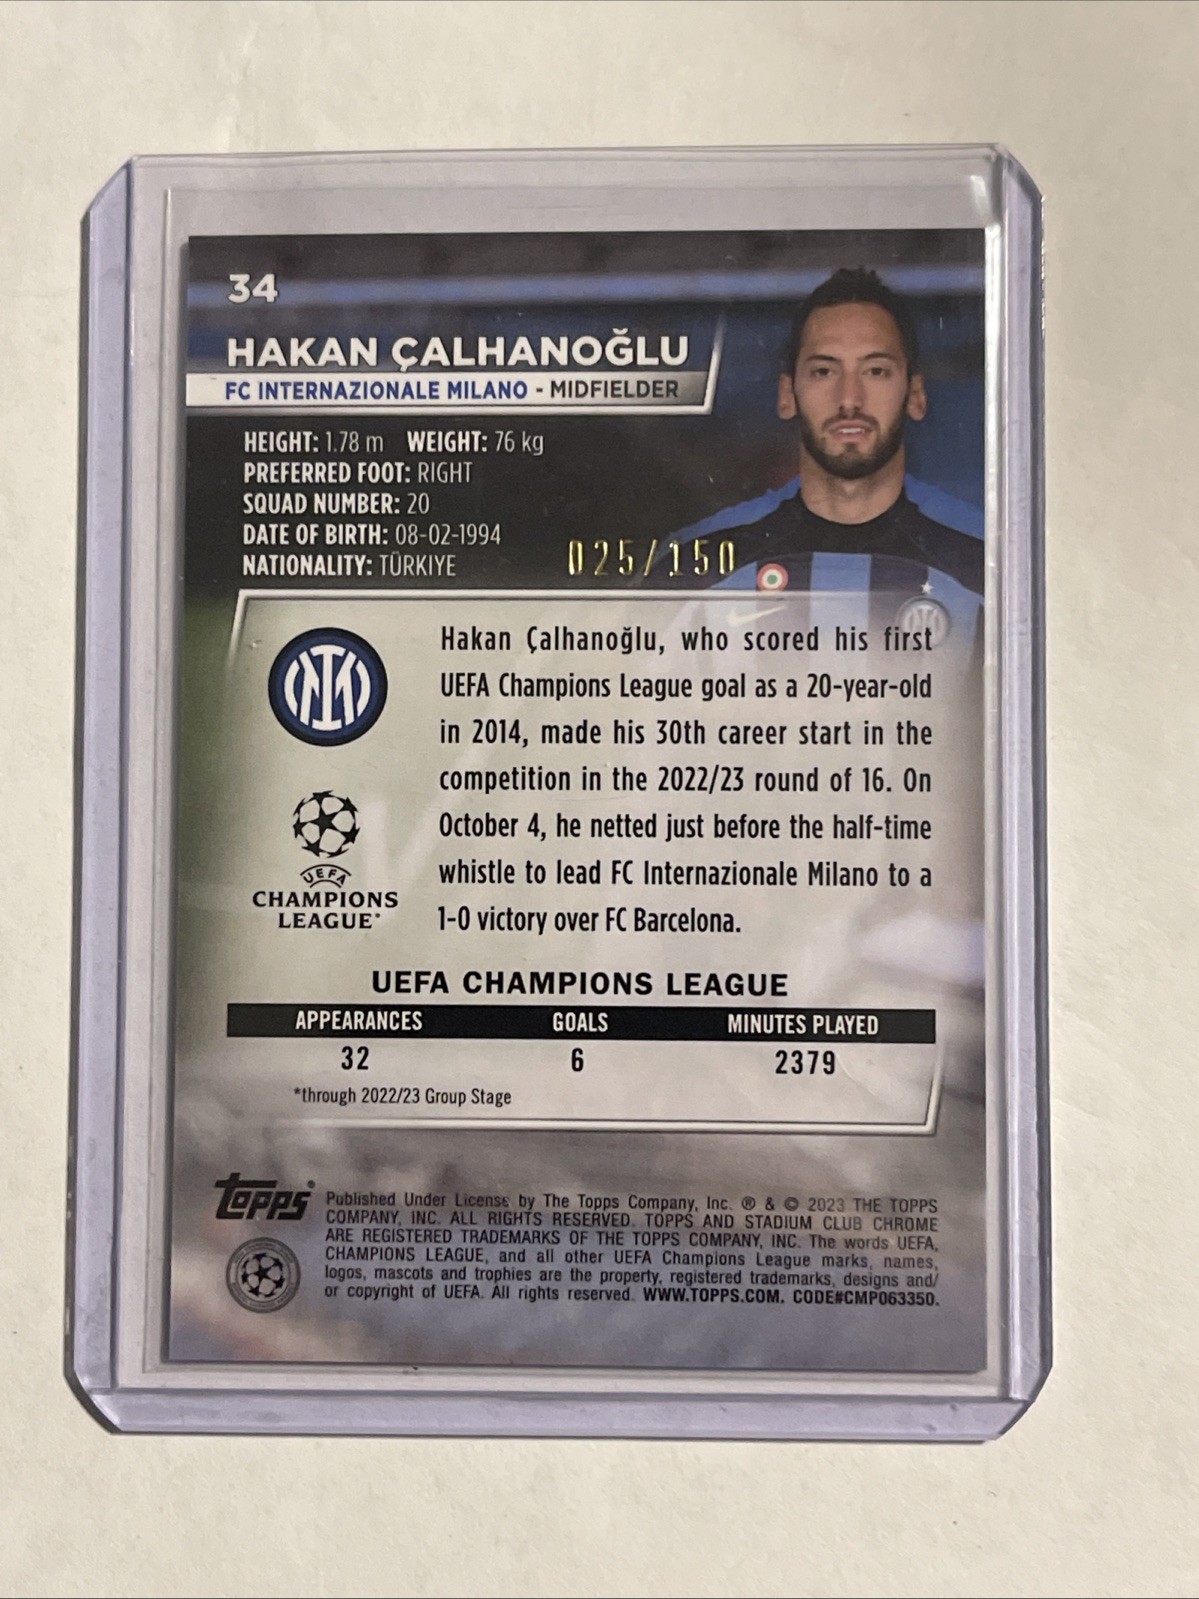 34
HAKAN ÇALHANOĞLU
FC INTERNAZIONALE MILANO - MIDFIELDER
HEIGHT: 1.78 m WEIGHT: 76 kg
PREFERRED FOOT: RIGHT
SQUAD NUMBER: 20
DATE OF BIRTH: 08-02-1994
NATIONALITY: TÜRKIYE
025/150
Hakan Çalhanoğlu, who scored his first
UEFA Champions League goal as a 20-year-old
in 2014, made his 30th career start in the
competition in the 2022/23 round of 16. On
October 4, he netted just before the half-time
whistle to lead FC Internazionale Milano to a
1-0 victory over FC Barcelona.
UEFA
CHAMPIONS
LEAGUE®
UEFA CHAMPIONS LEAGUE
APPEARANCES GOALS MINUTES PLAYED
32 6 2379
*through 2022/23 Group Stage
Topps®
Published Under License by The Topps Company, Inc. ® & © 2023 THE TOPPS
COMPANY, INC. ALL RIGHTS RESERVED. TOPPS AND STADIUM CLUB CHROME
ARE REGISTERED TRADEMARKS OF THE TOPPS COMPANY, INC. The words UEFA,
CHAMPIONS LEAGUE, and all other UEFA Champions League marks, names,
logos, mascots and trophies are the property, registered trademarks, designs and/
or copyright of UEFA. All rights reserved. WWW.TOPPS.COM. CODE#CMP063350.